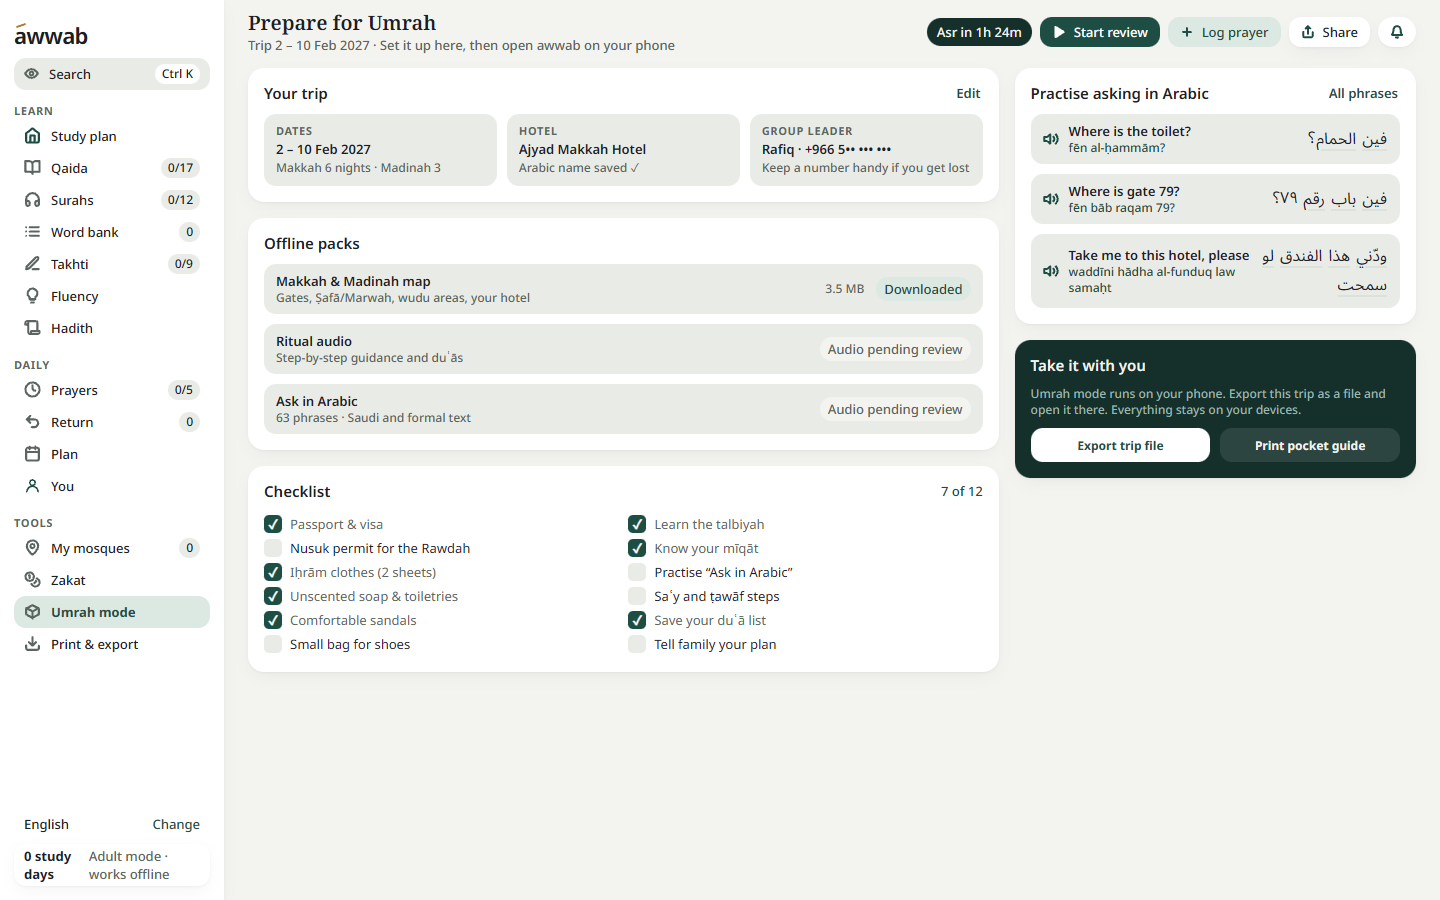 awwab
Search Ctrl K
LEARN
Study plan
Qaida 0/17
Surahs 0/12
Word bank 0
Takhti 0/9
Fluency
Hadith
DAILY
Prayers 0/5
Return 0
Plan
You
TOOLS
My mosques 0
Zakat
Umrah mode
Print & export
English Change
0 study days
Adult mode · works offline
Prepare for Umrah
Trip 2 – 10 Feb 2027 · Set it up here, then open awwab on your phone
Asr in 1h 24m
Start review
Log prayer
Share
Your trip Edit
DATES
2 – 10 Feb 2027
Makkah 6 nights · Madinah 3
HOTEL
Ajyad Makkah Hotel
Arabic name saved ✓
GROUP LEADER
Rafiq · +966 5•• ••• •••
Keep a number handy if you get lost
Offline packs
Makkah & Madinah map
Gates, Ṣafā/Marwah, wudu areas, your hotel
3.5 MB Downloaded
Ritual audio
Step-by-step guidance and duʿās
Audio pending review
Ask in Arabic
63 phrases · Saudi and formal text
Audio pending review
Checklist 7 of 12
Passport & visa
Nusuk permit for the Rawdah
Iḥrām clothes (2 sheets)
Unscented soap & toiletries
Comfortable sandals
Small bag for shoes
Learn the talbiyah
Know your mīqāt
Practise “Ask in Arabic”
Saʿy and ṭawāf steps
Save your duʿā list
Tell family your plan
Practise asking in Arabic All phrases
Where is the toilet?
fēn al-ḥammām?
فين الحمام؟
Where is gate 79?
fēn bāb raqam 79?
فين باب رقم ٧٩؟
Take me to this hotel, please
waddīni hādha al-funduq law
samaḥt
ودّني هذا الفندق لو
سمحت
Take it with you
Umrah mode runs on your phone. Export this trip as a file and
open it there. Everything stays on your devices.
Export trip file
Print pocket guide